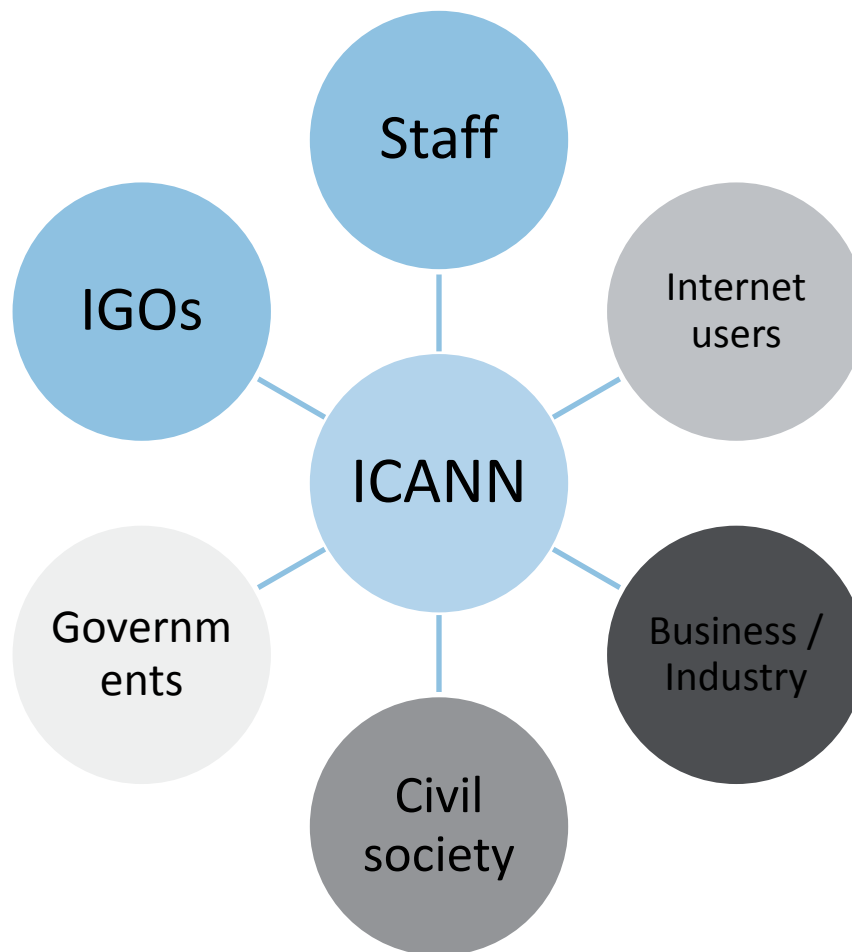 Staff
IGOs
Internet
users
ICANN
Governm
ents
Business /
Industry
Civil
society